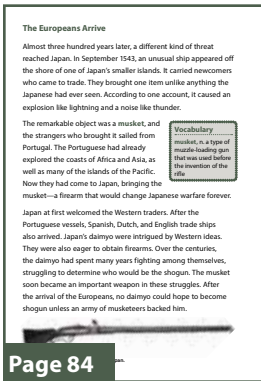 The Europeans Arrive
Almost three hundred years later, a different kind of threat
reached Japan. In September 1543, an unusual ship appeared off
the shore of one of Japan's smaller islands. It carried newcomers
who came to trade. They brought one item unlike anything the
Japanese had ever seen. According to one account, it caused an
explosion like lightning and a noise like thunder.
The remarkable object was a musket, and
the strangers who brought it sailed from
Portugal. The Portuguese had already
explored the coasts of Africa and Asia, as
well as many of the islands of the Pacific.
Now they had come to Japan, bringing the
musket—a firearm that would change Japanese warfare forever.
Vocabulary
musket, n. a type of
muzzle-loading gun
that was used before
the invention of the
rifle
Japan at first welcomed the Western traders. After the
Portuguese vessels, Spanish, Dutch, and English trade ships
also arrived. Japan's daimyo were intrigued by Western ideas.
They were also eager to obtain firearms. Over the centuries,
the daimyo had spent many years fighting among themselves,
struggling to determine who would be the shogun. The musket
soon became an important weapon in these struggles. After
the arrival of the Europeans, no daimyo could hope to become
shogun unless an army of musketeers backed him.
Page 84